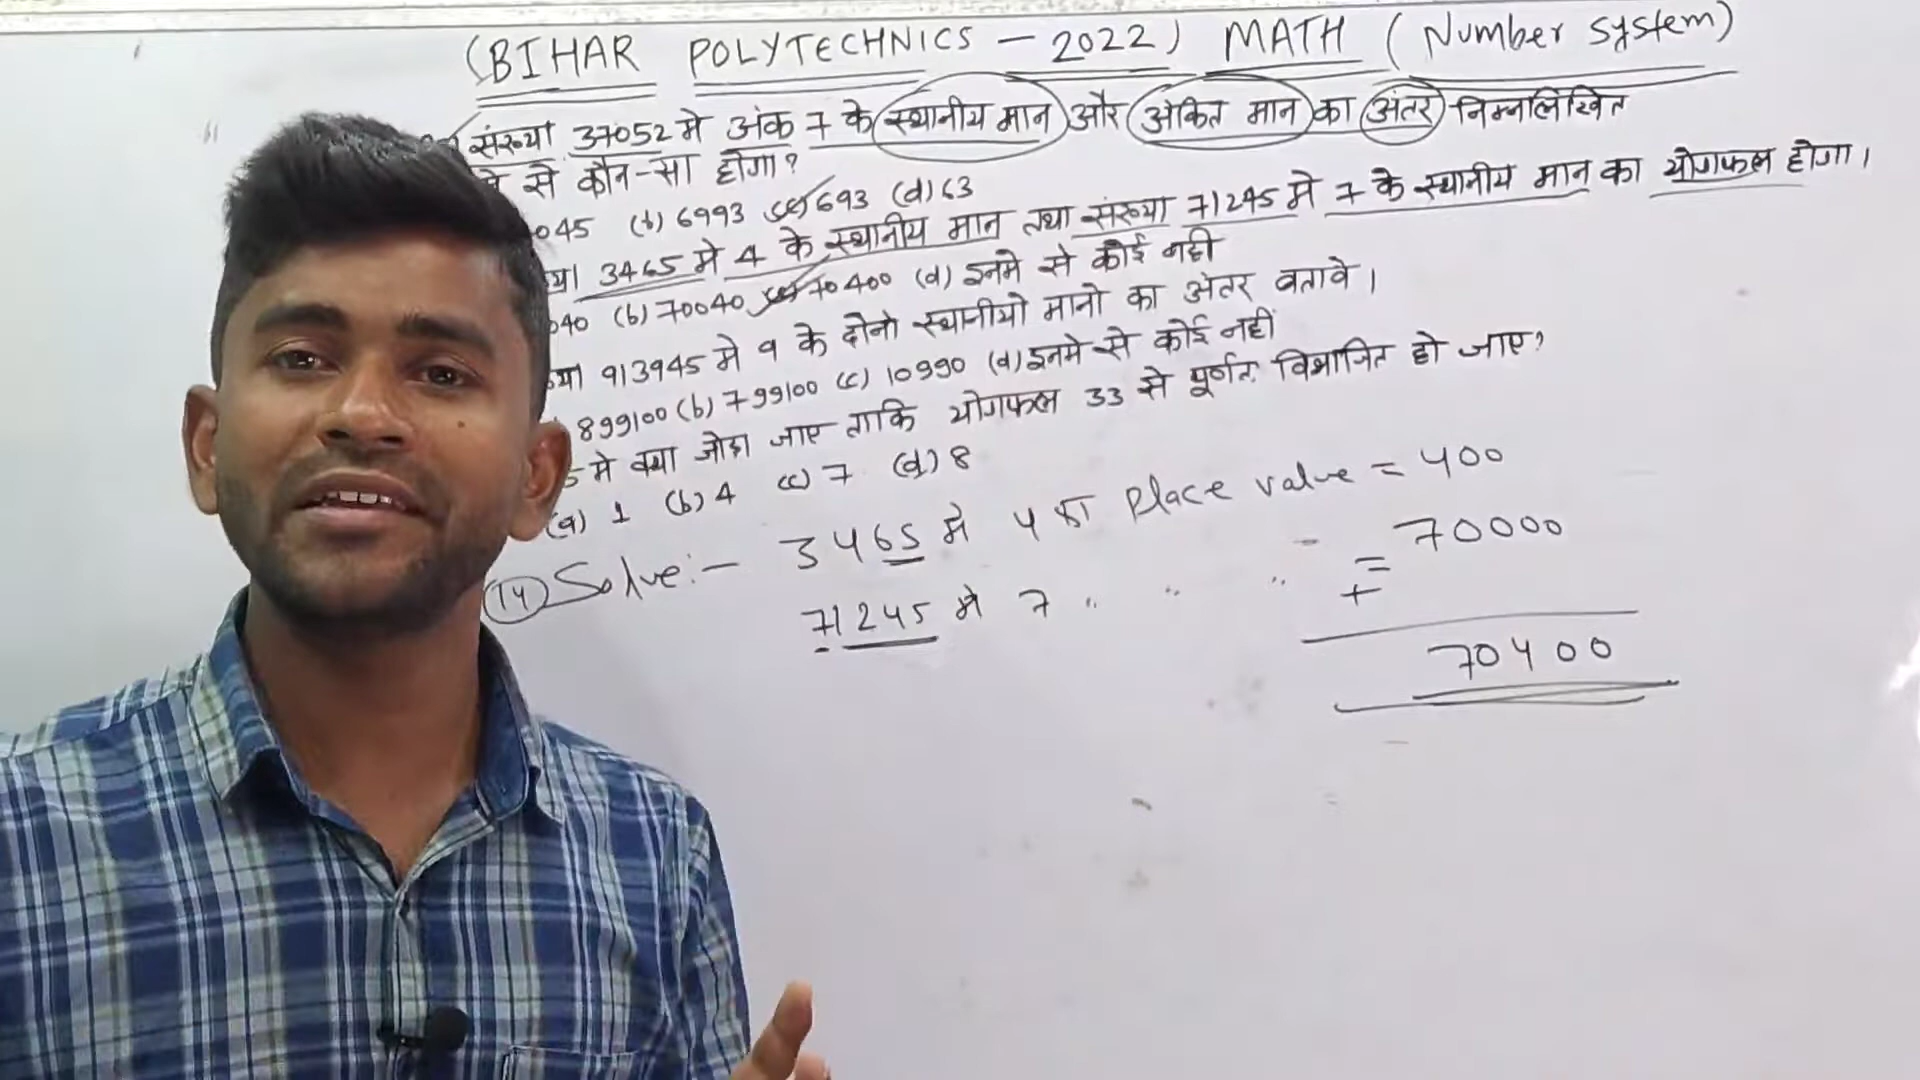 (BIHAR POLYTECHNICS - 2022) MATH (Number System)
संख्या 37052 मे अंक 7 के स्थानीय मान और अंकित मान का अंतर निम्नलिखित
मे से कौन-सा होगा?
045 (b) 6993 (c) 693 (d) 63
3465 मे 4 के स्थानीय मान तथा संख्या 71245 मे 7 के स्थानीय मान का योगफल होगा।
040 (b) 70040 (c) 70400 (d) इनमे से कोई नही
913945 मे 9 के दोनो स्थानीयो मानो का अंतर बतावे।
899100 (b) 799100 (c) 10990 (d) इनमे से कोई नहीं
5 मे क्या जोडा जाए ताकि योगफल 33 से पूर्णतः विभाजित हो जाए?
(a) 1 (b) 4 (c) 7 (d) 8
14 Solve:- 3465 मे 4 का place value = 400
71245 मे 7 " " " = 70000
+
70400